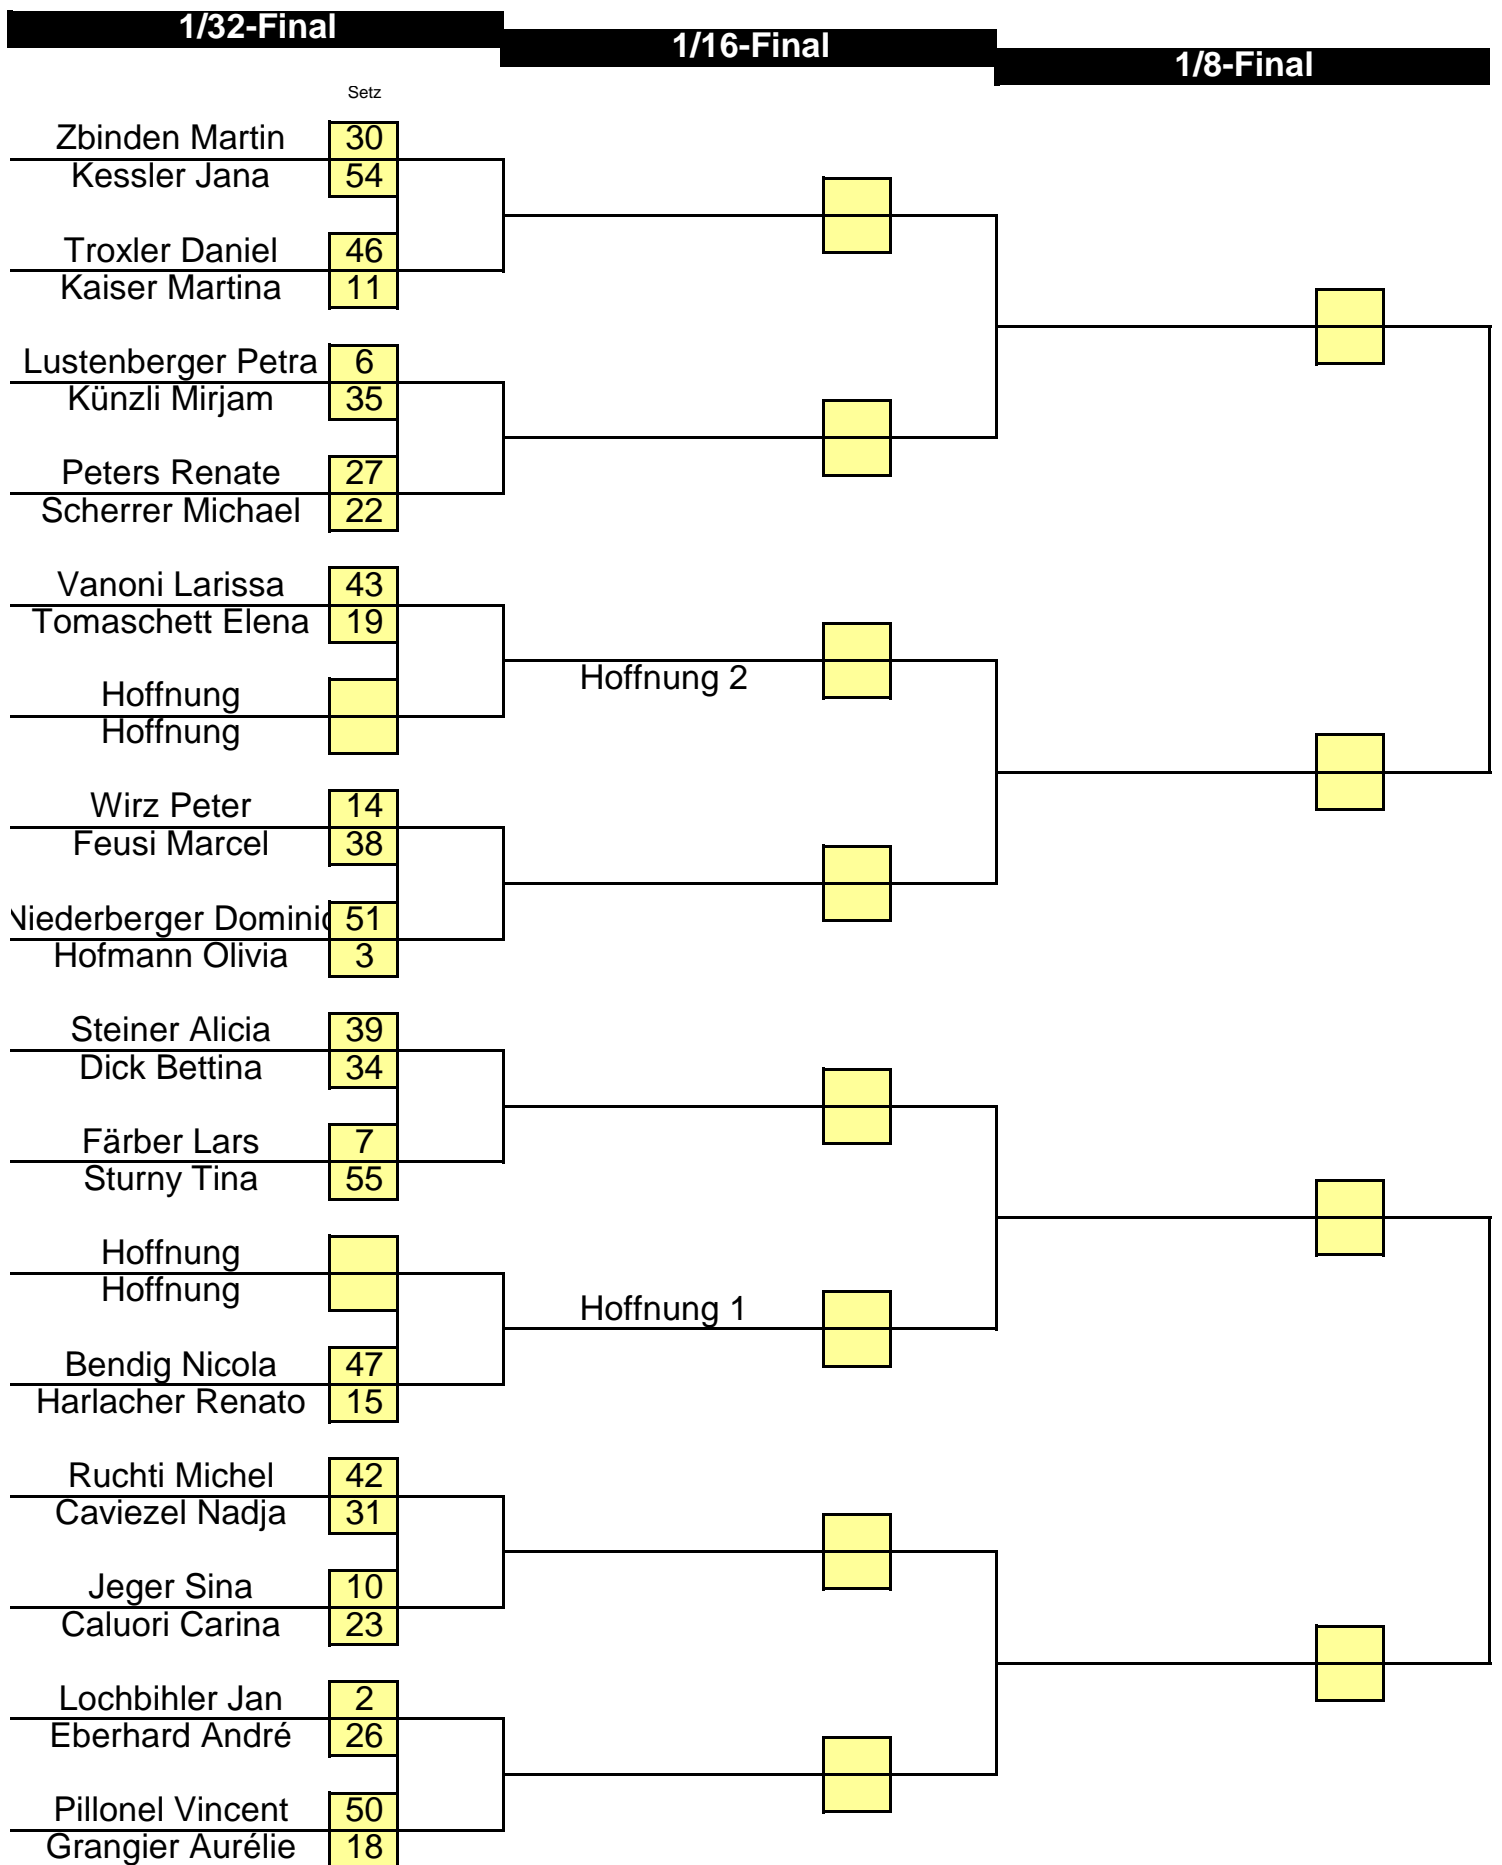 1/32-Final
1/16-Final
1/8-Final
Setz
Zbinden Martin 30
Kessler Jana 54
Troxler Daniel 46
Kaiser Martina 11
Lustenberger Petra 6
Künzli Mirjam 35
Peters Renate 27
Scherrer Michael 22
Vanoni Larissa 43
Tomaschett Elena 19
Hoffnung 2
Hoffnung
Hoffnung
Wirz Peter 14
Feusi Marcel 38
Niederberger Dominic 51
Hofmann Olivia 3
Steiner Alicia 39
Dick Bettina 34
Färber Lars 7
Sturny Tina 55
Hoffnung
Hoffnung
Hoffnung 1
Bendig Nicola 47
Harlacher Renato 15
Ruchti Michel 42
Caviezel Nadja 31
Jeger Sina 10
Caluori Carina 23
Lochbihler Jan 2
Eberhard André 26
Pillonel Vincent 50
Grangier Aurélie 18